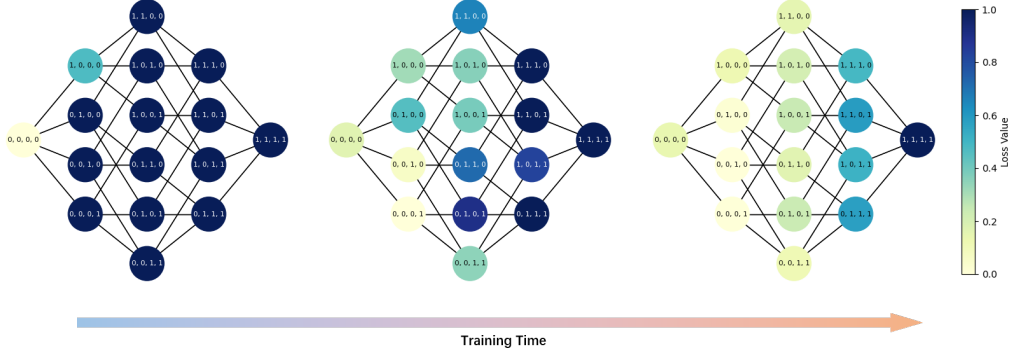 1, 1, 0, 0
1, 0, 0, 0
1, 0, 1, 0
1, 1, 1, 0
0, 1, 0, 0
1, 0, 0, 1
1, 1, 0, 1
0, 0, 0, 0
1, 1, 1, 1
0, 0, 1, 0
0, 1, 1, 0
1, 0, 1, 1
0, 0, 0, 1
0, 1, 0, 1
0, 1, 1, 1
0, 0, 1, 1
1, 1, 0, 0
1, 0, 0, 0
1, 0, 1, 0
1, 1, 1, 0
0, 1, 0, 0
1, 0, 0, 1
1, 1, 0, 1
0, 0, 0, 0
1, 1, 1, 1
0, 0, 1, 0
0, 1, 1, 0
1, 0, 1, 1
0, 0, 0, 1
0, 1, 0, 1
0, 1, 1, 1
0, 0, 1, 1
1, 1, 0, 0
1, 0, 0, 0
1, 0, 1, 0
1, 1, 1, 0
0, 1, 0, 0
1, 0, 0, 1
1, 1, 0, 1
0, 0, 0, 0
1, 1, 1, 1
0, 0, 1, 0
0, 1, 1, 0
1, 0, 1, 1
0, 0, 0, 1
0, 1, 0, 1
0, 1, 1, 1
0, 0, 1, 1
1.0
0.8
0.6
0.4
0.2
0.0
Loss Value
Training Time